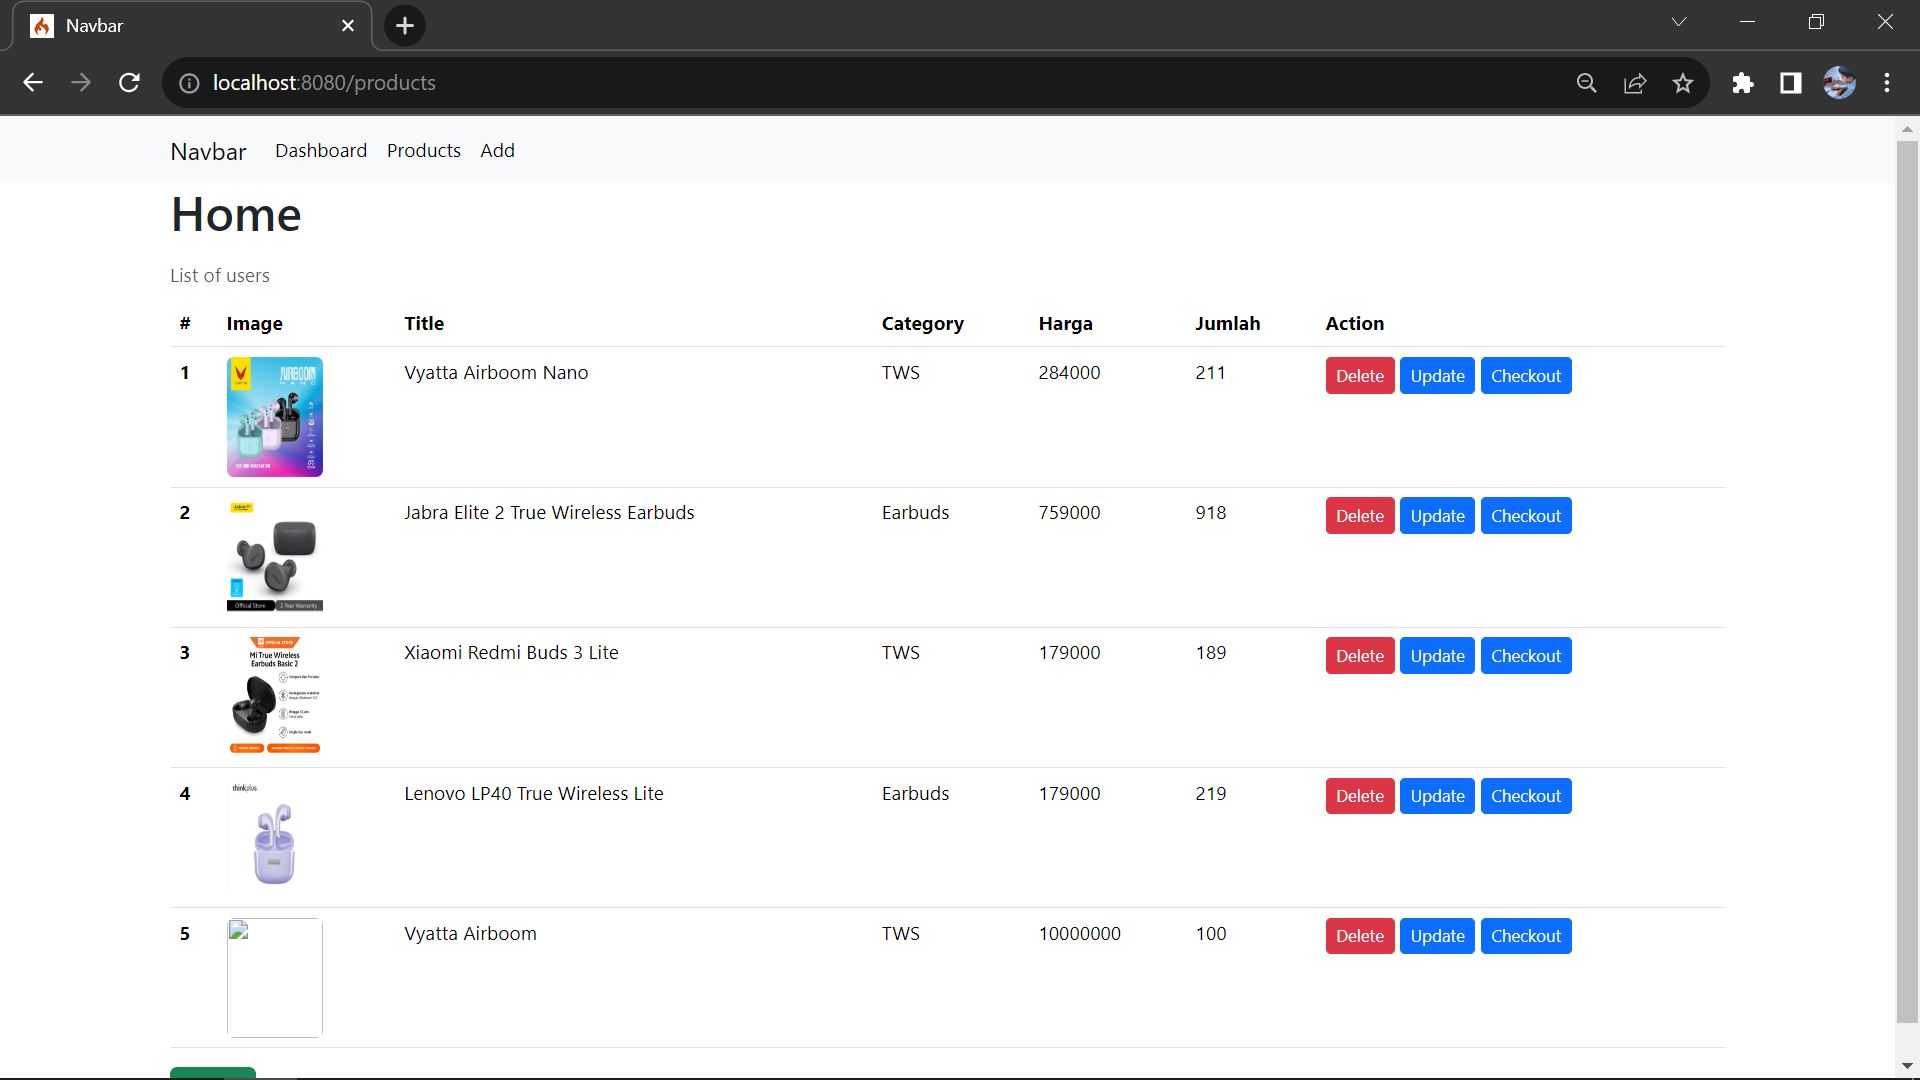 Navbar
localhost:8080/products
Navbar Dashboard Products Add
Home
List of users
# Image Title Category Harga Jumlah Action
1 Vyatta Airboom Nano TWS 284000 211 Delete Update Checkout
AIRBOOM
NANO
2 Jabra Elite 2 True Wireless Earbuds Earbuds 759000 918 Delete Update Checkout
Jabra
Official Store 2 Year Warranty
3 Xiaomi Redmi Buds 3 Lite TWS 179000 189 Delete Update Checkout
Mi True Wireless
Earbuds Basic 2
4 Lenovo LP40 True Wireless Lite Earbuds 179000 219 Delete Update Checkout
thinkplus
5 Vyatta Airboom TWS 10000000 100 Delete Update Checkout